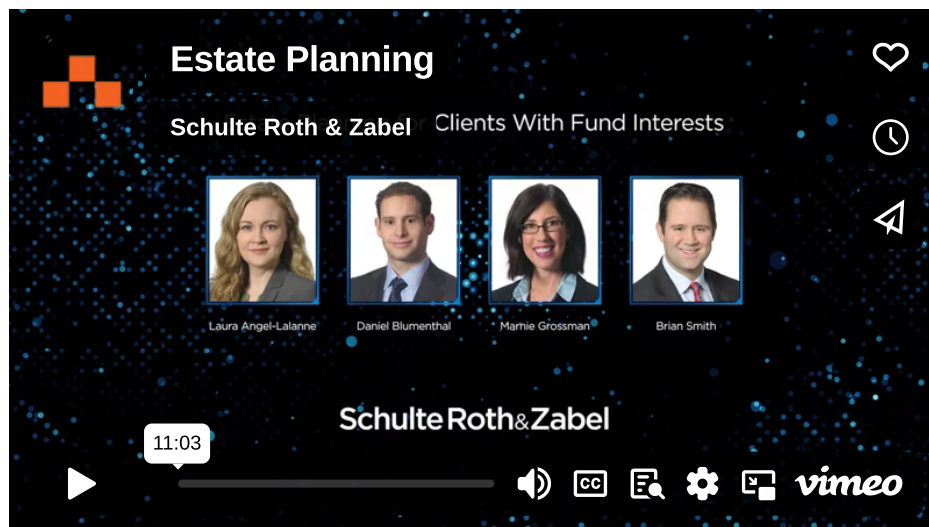 Estate Planning
Schulte Roth & Zabel
Clients With Fund Interests
Laura Angel-Lalanne
Daniel Blumenthal
Marnie Grossman
Brian Smith
Schulte Roth & Zabel
11:03
CC
vimeo